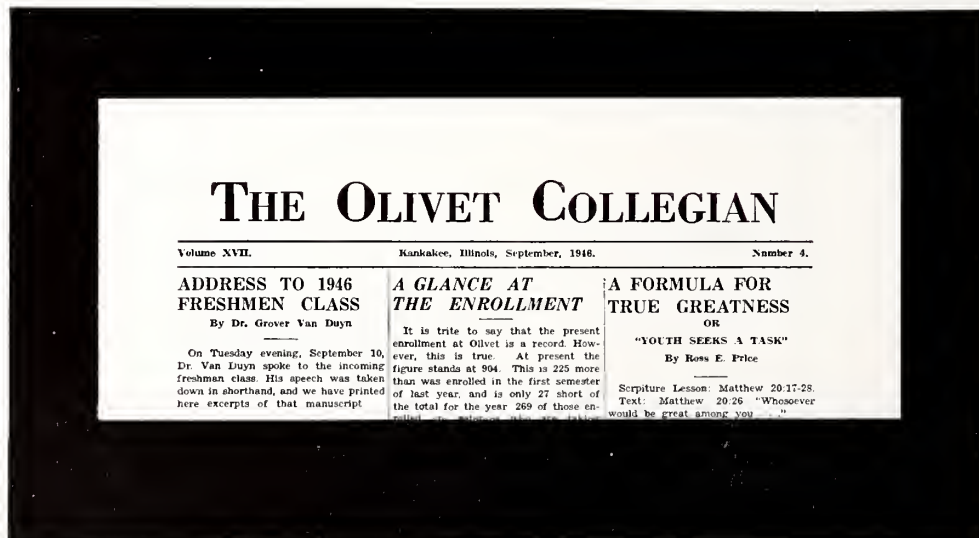 THE OLIVET COLLEGIAN
Volume XVII.
Kankakee, Illinois, September, 1946.
Number 4.
ADDRESS TO 1946
FRESHMEN CLASS
By Dr. Grover Van Duyn
On Tuesday evening, September 10,
Dr. Van Duyn spoke to the incoming
freshman class. His speech was taken
down in shorthand, and we have printed
here excerpts of that manuscript
A GLANCE AT
THE ENROLLMENT
It is trite to say that the present
enrollment at Olivet is a record. How-
ever, this is true. At present the
figure stands at 904. This is 225 more
than was enrolled in the first semester
of last year, and is only 27 short of
the total for the year 269 of those en-
A FORMULA FOR
TRUE GREATNESS
OR
"YOUTH SEEKS A TASK"
By Ross E. Price
Scrpiture Lesson: Matthew 20:17-28.
Text: Matthew 20:26 "Whosoever
would be great among you . . ."